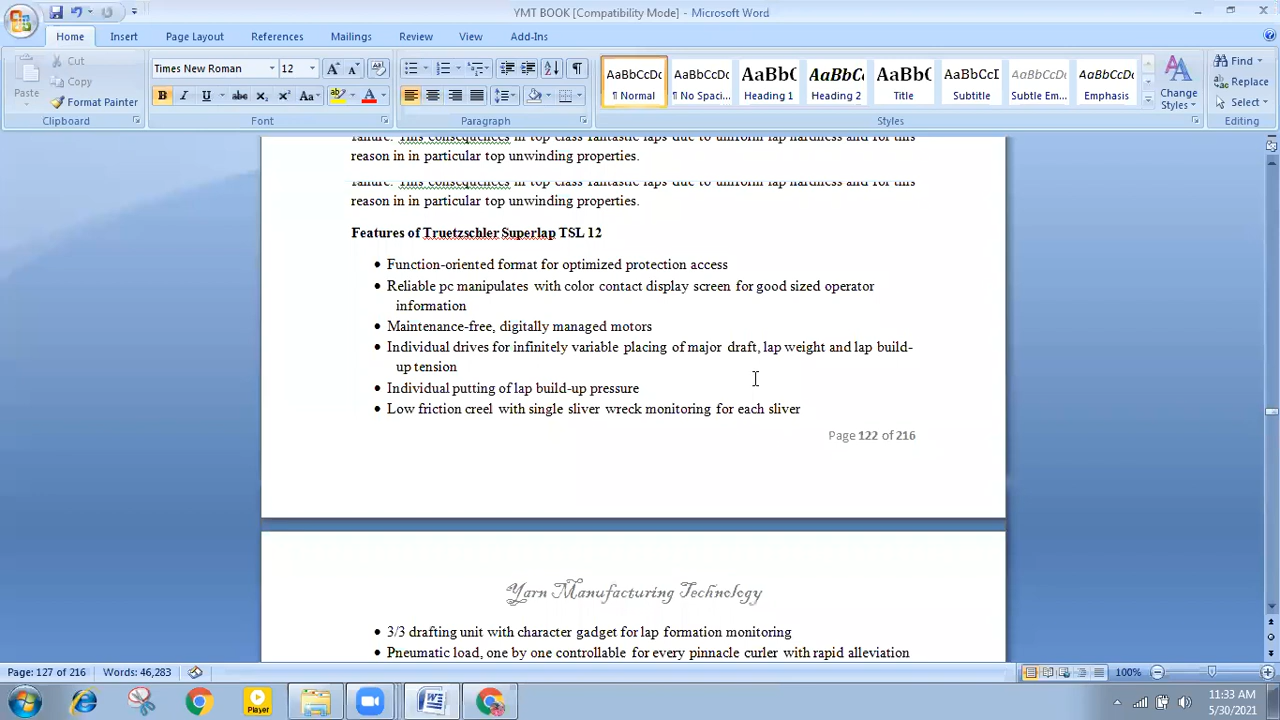 YMT BOOK [Compatibility Mode] - Microsoft Word
Home Insert Page Layout References Mailings Review View Add-Ins
Cut
Copy
Paste
Format Painter
Clipboard
Times New Roman 12
B I U abc X₂ X² Aa A
Font
Paragraph
AaBbCcDc AaBbCcDc AaBbC AaBbCc AaBbC AaBbCcI AaBbCcDc AaBbCcDc
¶ Normal ¶ No Spaci... Heading 1 Heading 2 Title Subtitle Subtle Em... Emphasis
Change
Styles
Styles
Find
Replace
Select
Editing
failure. This consequences in top class fantastic laps due to uniform lap hardness and for this
reason in in particular top unwinding properties.
failure. This consequences in top class fantastic laps due to uniform lap hardness and for this
reason in in particular top unwinding properties.
Features of Truetzschler Superlap TSL 12
• Function-oriented format for optimized protection access
• Reliable pc manipulates with color contact display screen for good sized operator
information
• Maintenance-free, digitally managed motors
• Individual drives for infinitely variable placing of major draft, lap weight and lap build-
up tension
• Individual putting of lap build-up pressure
• Low friction creel with single sliver wreck monitoring for each sliver
Page 122 of 216
Yarn Manufacturing Technology
• 3/3 drafting unit with character gadget for lap formation monitoring
• Pneumatic load, one by one controllable for every pinnacle curler with rapid alleviation
Page: 127 of 216 Words: 46,283 100%
Player
11:33 AM
5/30/2021